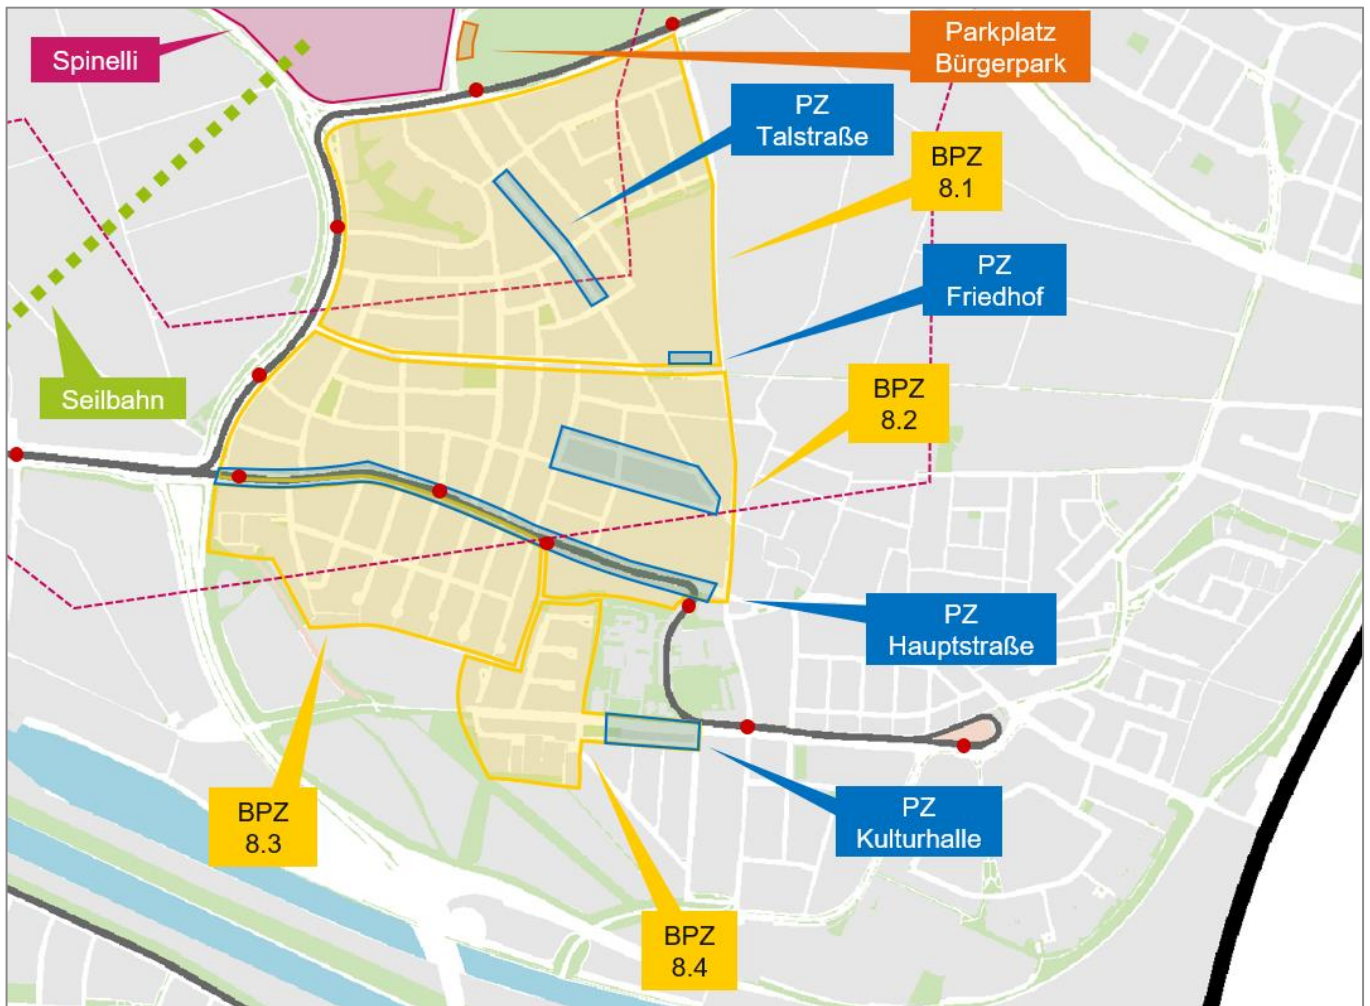 Spinelli
Parkplatz
Bürgerpark
PZ
Talstraße
BPZ
8.1
PZ
Friedhof
BPZ
8.2
Seilbahn
PZ
Hauptstraße
BPZ
8.3
PZ
Kulturhalle
BPZ
8.4